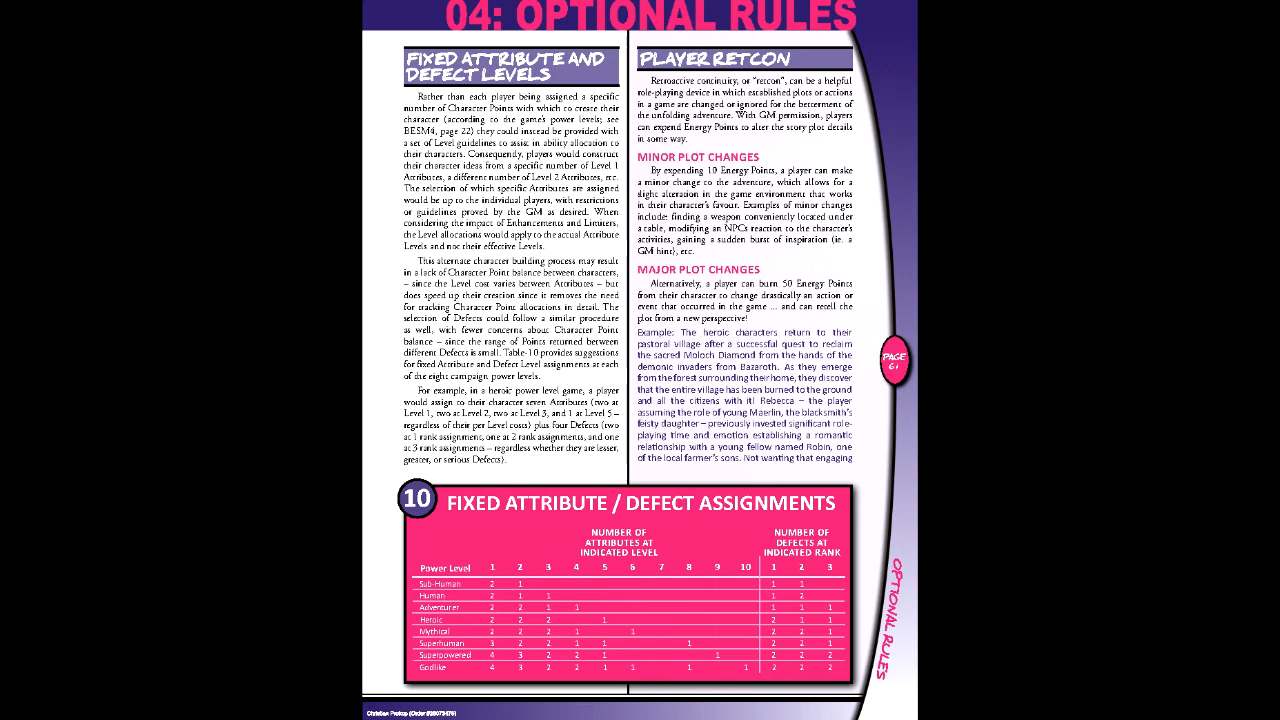 04: OPTIONAL RULES
FIXED ATTRIBUTE AND
DEFECT LEVELS
Rather than each player being assigned a specific
number of Character Points with which to create their
character (according to the game's power levels; see
BESM4, page 22) they could instead be provided with
a set of Level guidelines to assist in ability allocation to
their characters. Consequently, players would construct
their character ideas from a specific number of Level 1
Attributes, a different number of Level 2 Attributes, etc.
The selection of which specific Attributes are assigned
would be up to the individual players, with restrictions
or guidelines proved by the GM as desired. When
considering the impact of Enhancements and Limiters,
the Level allocations would apply to the actual Attribute
Levels and not their effective Levels.
This alternate character building process may result
in a lack of Character Point balance between characters,
– since the Level cost varies between Attributes – but
does speed up their creation since it removes the need
for tracking Character Point allocations in detail. The
selection of Defects could follow a similar procedure
as well, with fewer concerns about Character Point
balance – since the range of Points returned between
different Defects is small. Table-10 provides suggestions
for fixed Attribute and Defect Level assignments at each
of the eight campaign power levels.
For example, in a heroic power level game, a player
would assign to their character seven Attributes (two at
Level 1, two at Level 2, two at Level 3, and 1 at Level 5 –
regardless of their per Level costs) plus four Defects (two
at 1 rank assignment, one at 2 rank assignments, and one
at 3 rank assignments – regardless whether they are lesser,
greater, or serious Defects).
PLAYER RETCON
Retroactive continuity, or "retcon", can be a helpful
role-playing device in which established plots or actions
in a game are changed or ignored for the betterment of
the unfolding adventure. With GM permission, players
can expend Energy Points to alter the story plot details
in some way.
MINOR PLOT CHANGES
By expending 10 Energy Points, a player can make
a minor change to the adventure, which allows for a
slight alteration in the game environment that works
in their character's favour. Examples of minor changes
include: finding a weapon conveniently located under
a table, modifying an NPCs reaction to the character's
activities, gaining a sudden burst of inspiration (ie. a
GM hint), etc.
MAJOR PLOT CHANGES
Alternatively, a player can burn 50 Energy Points
from their character to change drastically an action or
event that occurred in the game ... and can retell the
plot from a new perspective!
Example: The heroic characters return to their
pastoral village after a successful quest to reclaim
the sacred Moloch Diamond from the hands of the
demonic invaders from Bazaroth. As they emerge
from the forest surrounding their home, they discover
that the entire village has been burned to the ground
and all the citizens with it! Rebecca – the player
assuming the role of young Maerlin, the blacksmith's
feisty daughter – previously invested significant role-
playing time and emotion establishing a romantic
relationship with a young fellow named Robin, one
of the local farmer's sons. Not wanting that engaging
10 FIXED ATTRIBUTE / DEFECT ASSIGNMENTS
NUMBER OF
ATTRIBUTES AT
INDICATED LEVEL
NUMBER OF
DEFECTS AT
INDICATED RANK
Power Level 1 2 3 4 5 6 7 8 9 10 1 2 3
Sub-Human 2 1 1 1
Human 2 1 1 1 2
Adventurer 2 2 1 1 1 1 1
Heroic 2 2 2 1 2 1 1
Mythical 2 2 2 1 1 2 2 1
Superhuman 3 2 2 1 1 1 2 2 1
Superpowered 4 3 2 2 1 1 2 2 2
Godlike 4 3 2 2 1 1 1 1 2 2 2
PAGE
61
OPTIONAL RULES
Christian Prokop (Order #28073476)